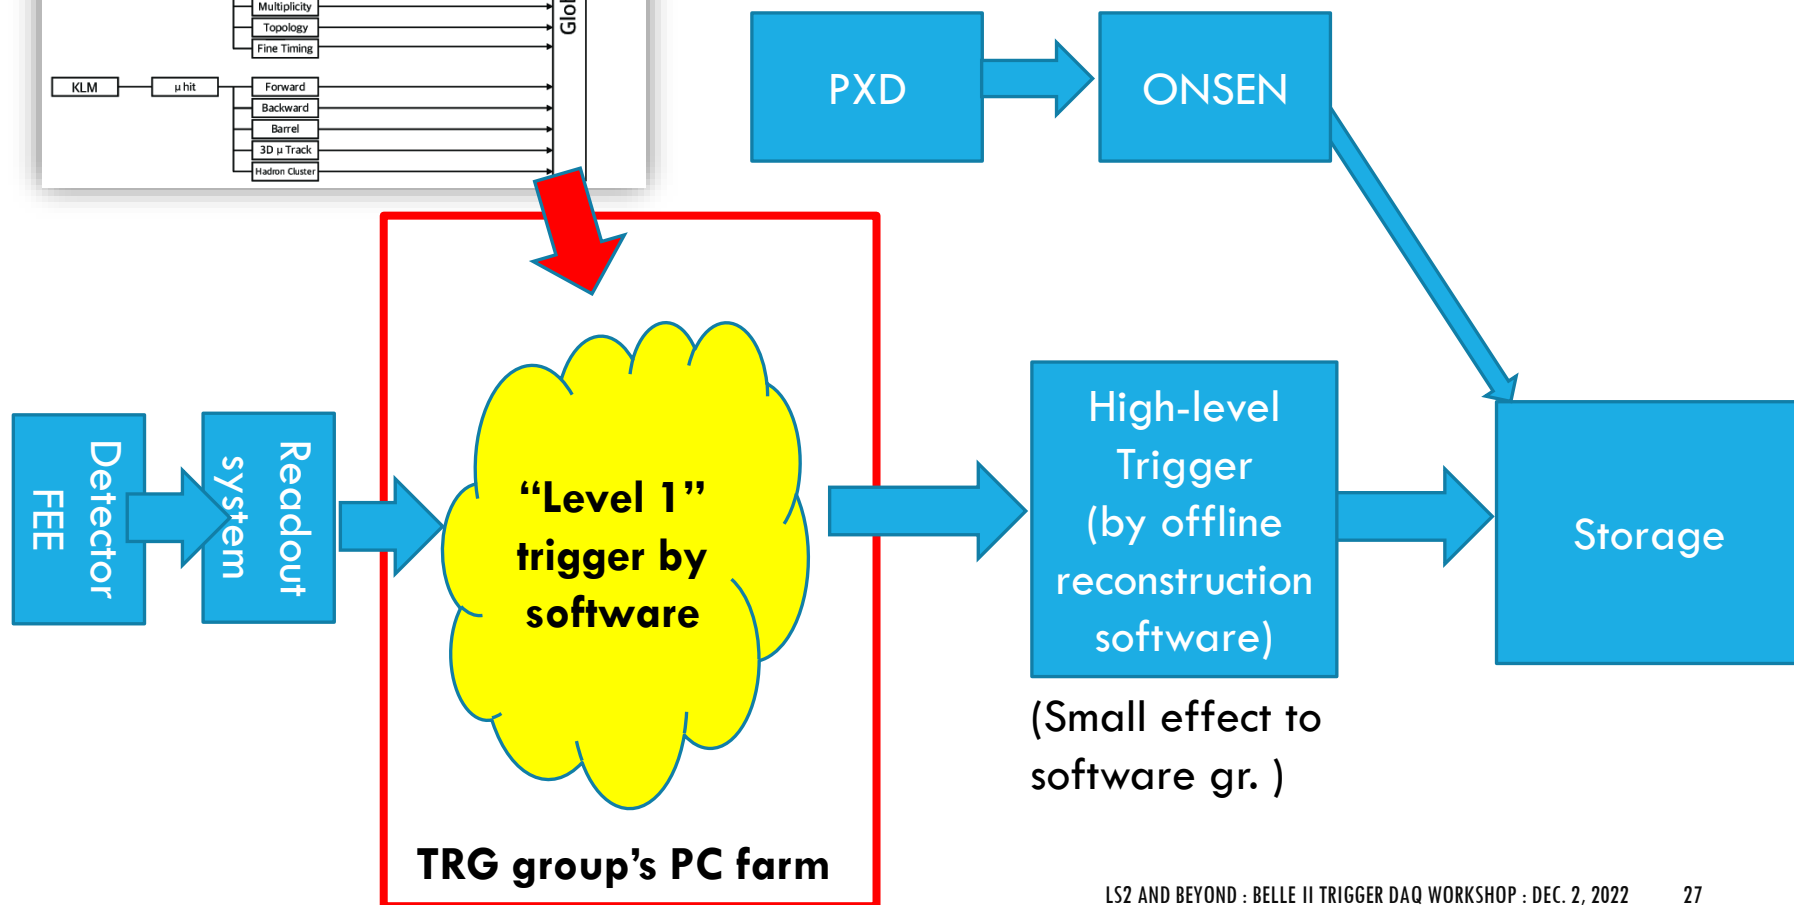 Multiplicity
Topology
Fine Timing
KLM
μ hit
Forward
Backward
Barrel
3D μ Track
Hadron Cluster
PXD
ONSEN
Detector
FEE
Readout
system
“Level 1”
trigger by
software
TRG group’s PC farm
High-level
Trigger
(by offline
reconstruction
software)
(Small effect to
software gr. )
Storage
LS2 AND BEYOND : BELLE II TRIGGER DAQ WORKSHOP : DEC. 2, 2022
27